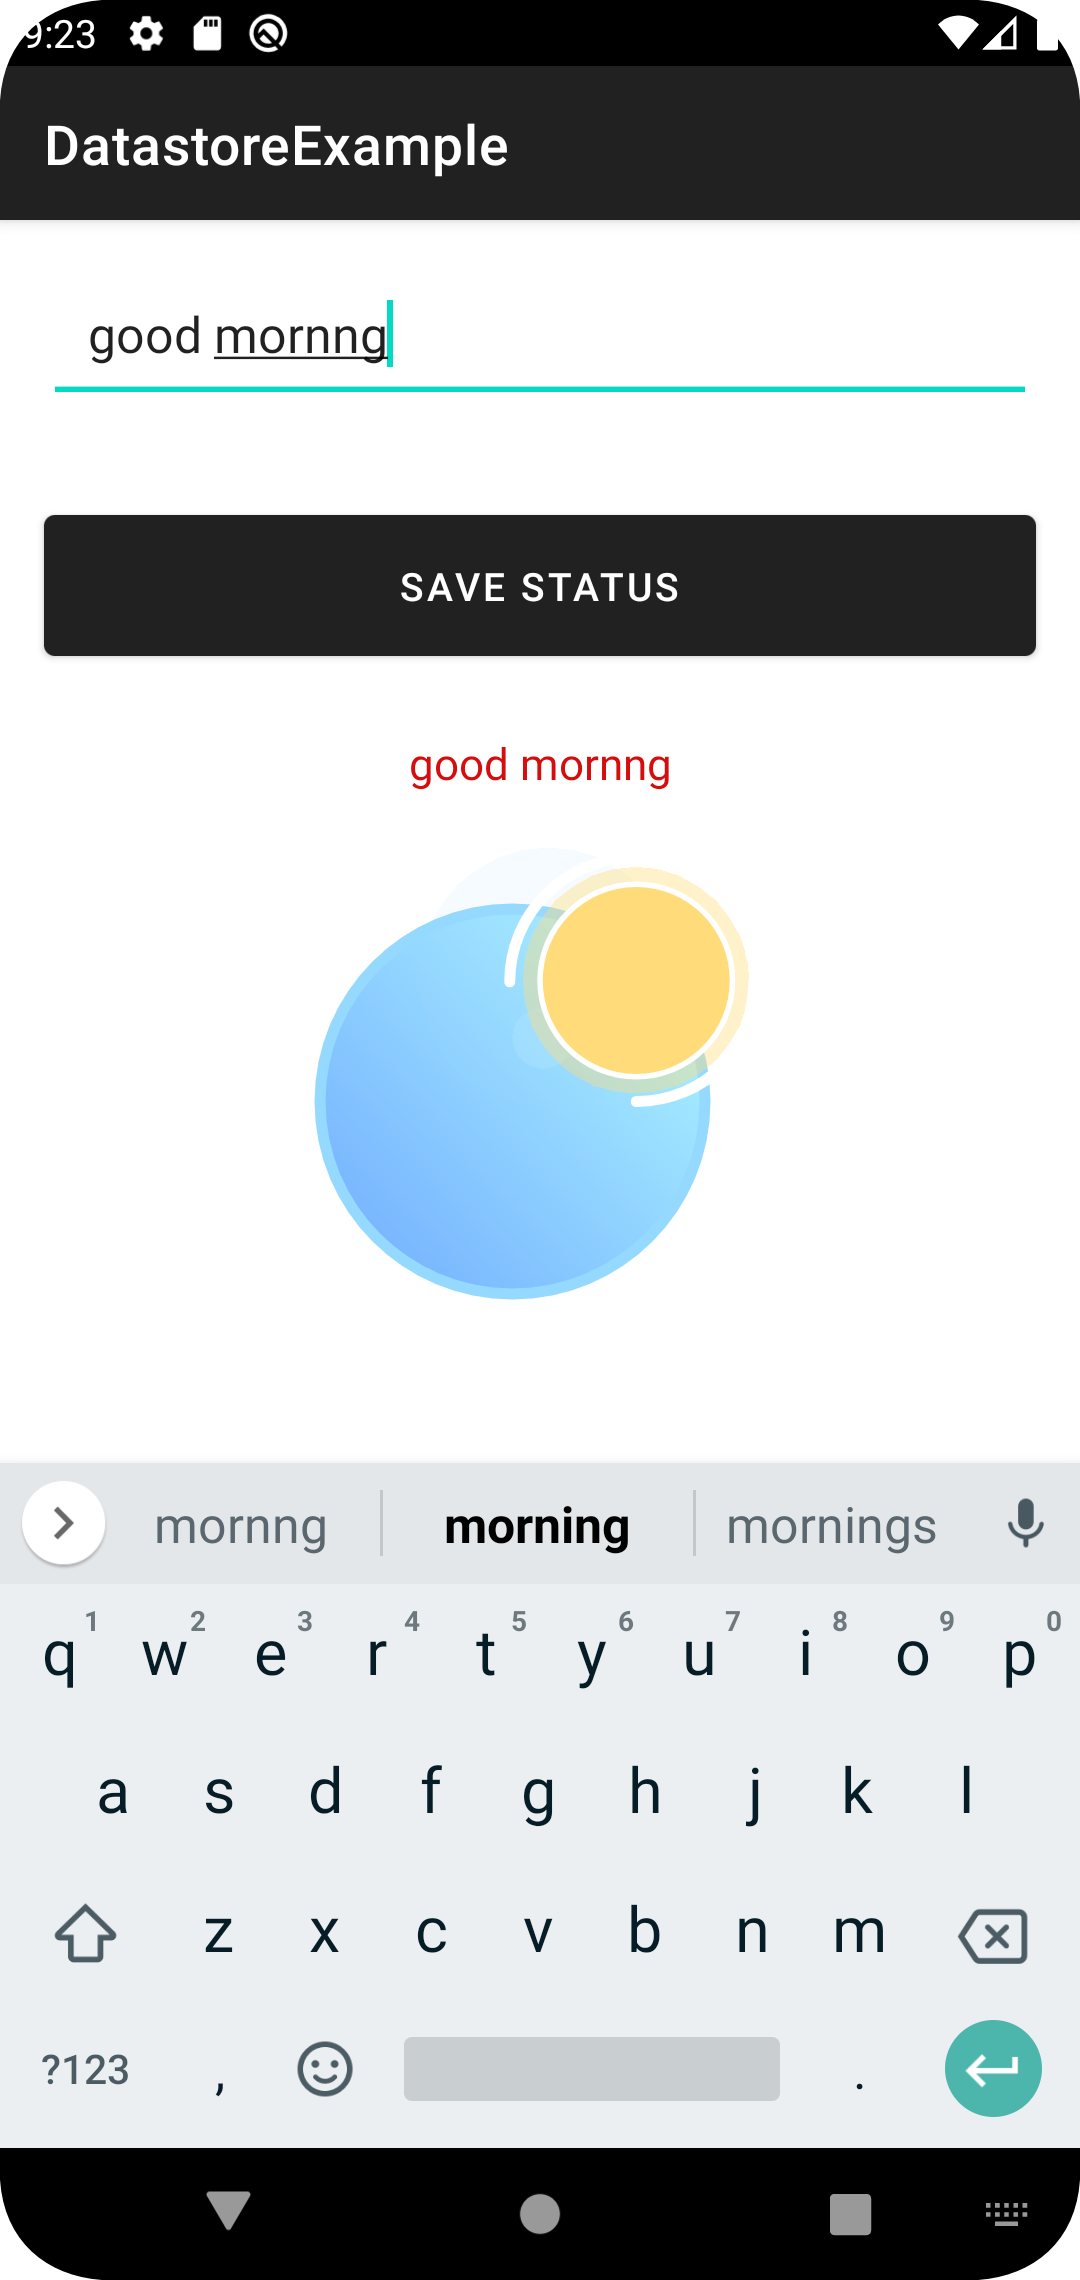 9:23
DatastoreExample
good mornng
SAVE STATUS
good mornng
mornng morning mornings
1 2 3 4 5 6 7 8 9 0
q w e r t y u i o p
a s d f g h j k l
z x c v b n m
?123 , .